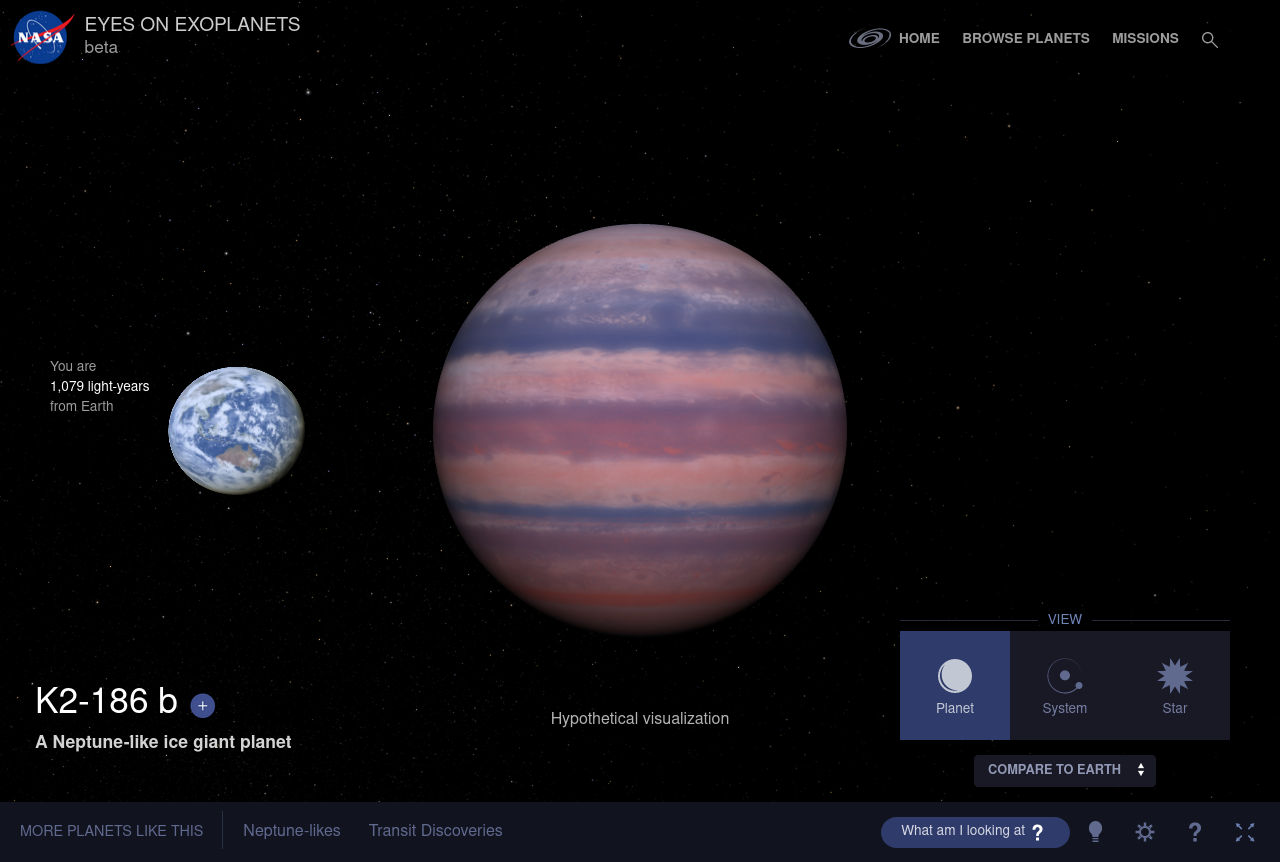 NASA
EYES ON EXOPLANETS
beta
HOME
BROWSE PLANETS
MISSIONS
You are
1,079 light-years
from Earth
VIEW
Planet
System
Star
K2-186 b +
A Neptune-like ice giant planet
Hypothetical visualization
COMPARE TO EARTH
MORE PLANETS LIKE THIS
Neptune-likes
Transit Discoveries
What am I looking at ?
?